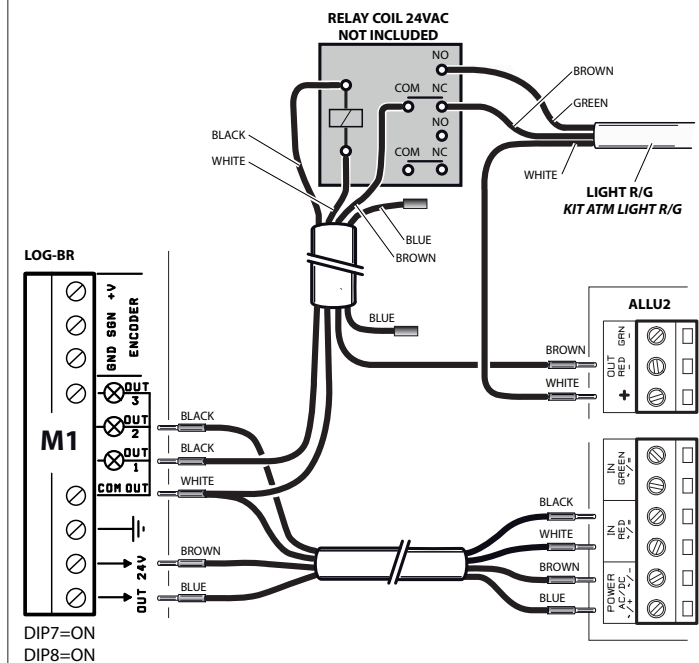 RELAY COIL 24VAC
NOT INCLUDED
NO
COM NC
NO
COM NC
BROWN
GREEN
BLACK
WHITE
WHITE
LIGHT R/G
KIT ATM LIGHT R/G
BLUE
BROWN
LOG-BR
GND SGN +V
ENCODER
BLUE
ALLU2
OUT
RED GRN
- -
+
BROWN
WHITE
M1
OUT
3
OUT
2
OUT
1
COM OUT
OUT 24V
BLACK
BLACK
WHITE
BROWN
BLUE
BLACK
WHITE
BROWN
BLUE
IN
GREEN
~/=
IN
RED
~/=
POWER
AC/DC
~/+ ~/-
DIP7=ON
DIP8=ON